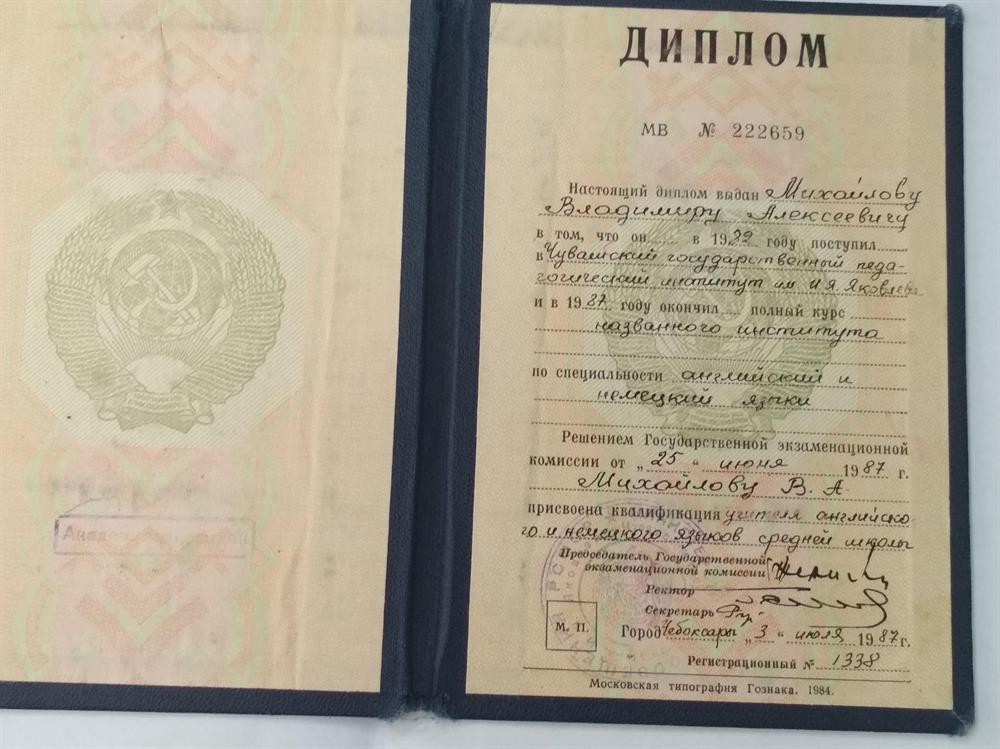 ДИПЛОМ
МВ № 222659
Настоящий диплом выдан Михайлову
Владимиру Алексеевичу
в том, что он в 19 году поступил
в Чувашский государственный педа-
гогический институт им. И.Я. Яковлева
и в 1987 году окончил полный курс
названного института
по специальности английский и
немецкий языки
Решением Государственной экзаменационной
комиссии от „25“ июня 1987 г.
Михайлову В. А.
присвоена квалификация учителя английско-
го и немецкого языков средней школы
Председатель Государственной
экзаменационной комиссии
Ректор
Секретарь
М. П.
Город Чебоксары „3“ июля 1987 г.
Регистрационный № 1338
Московская типография Гознака. 1984.